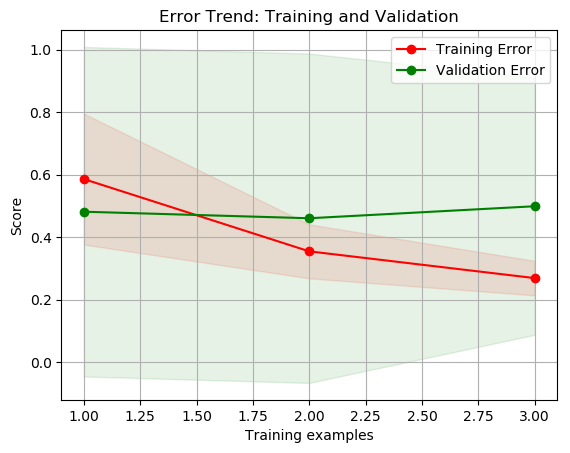 Error Trend: Training and Validation
Training Error
Validation Error
1.0
0.8
0.6
0.4
0.2
0.0
Score
1.00 1.25 1.50 1.75 2.00 2.25 2.50 2.75 3.00
Training examples